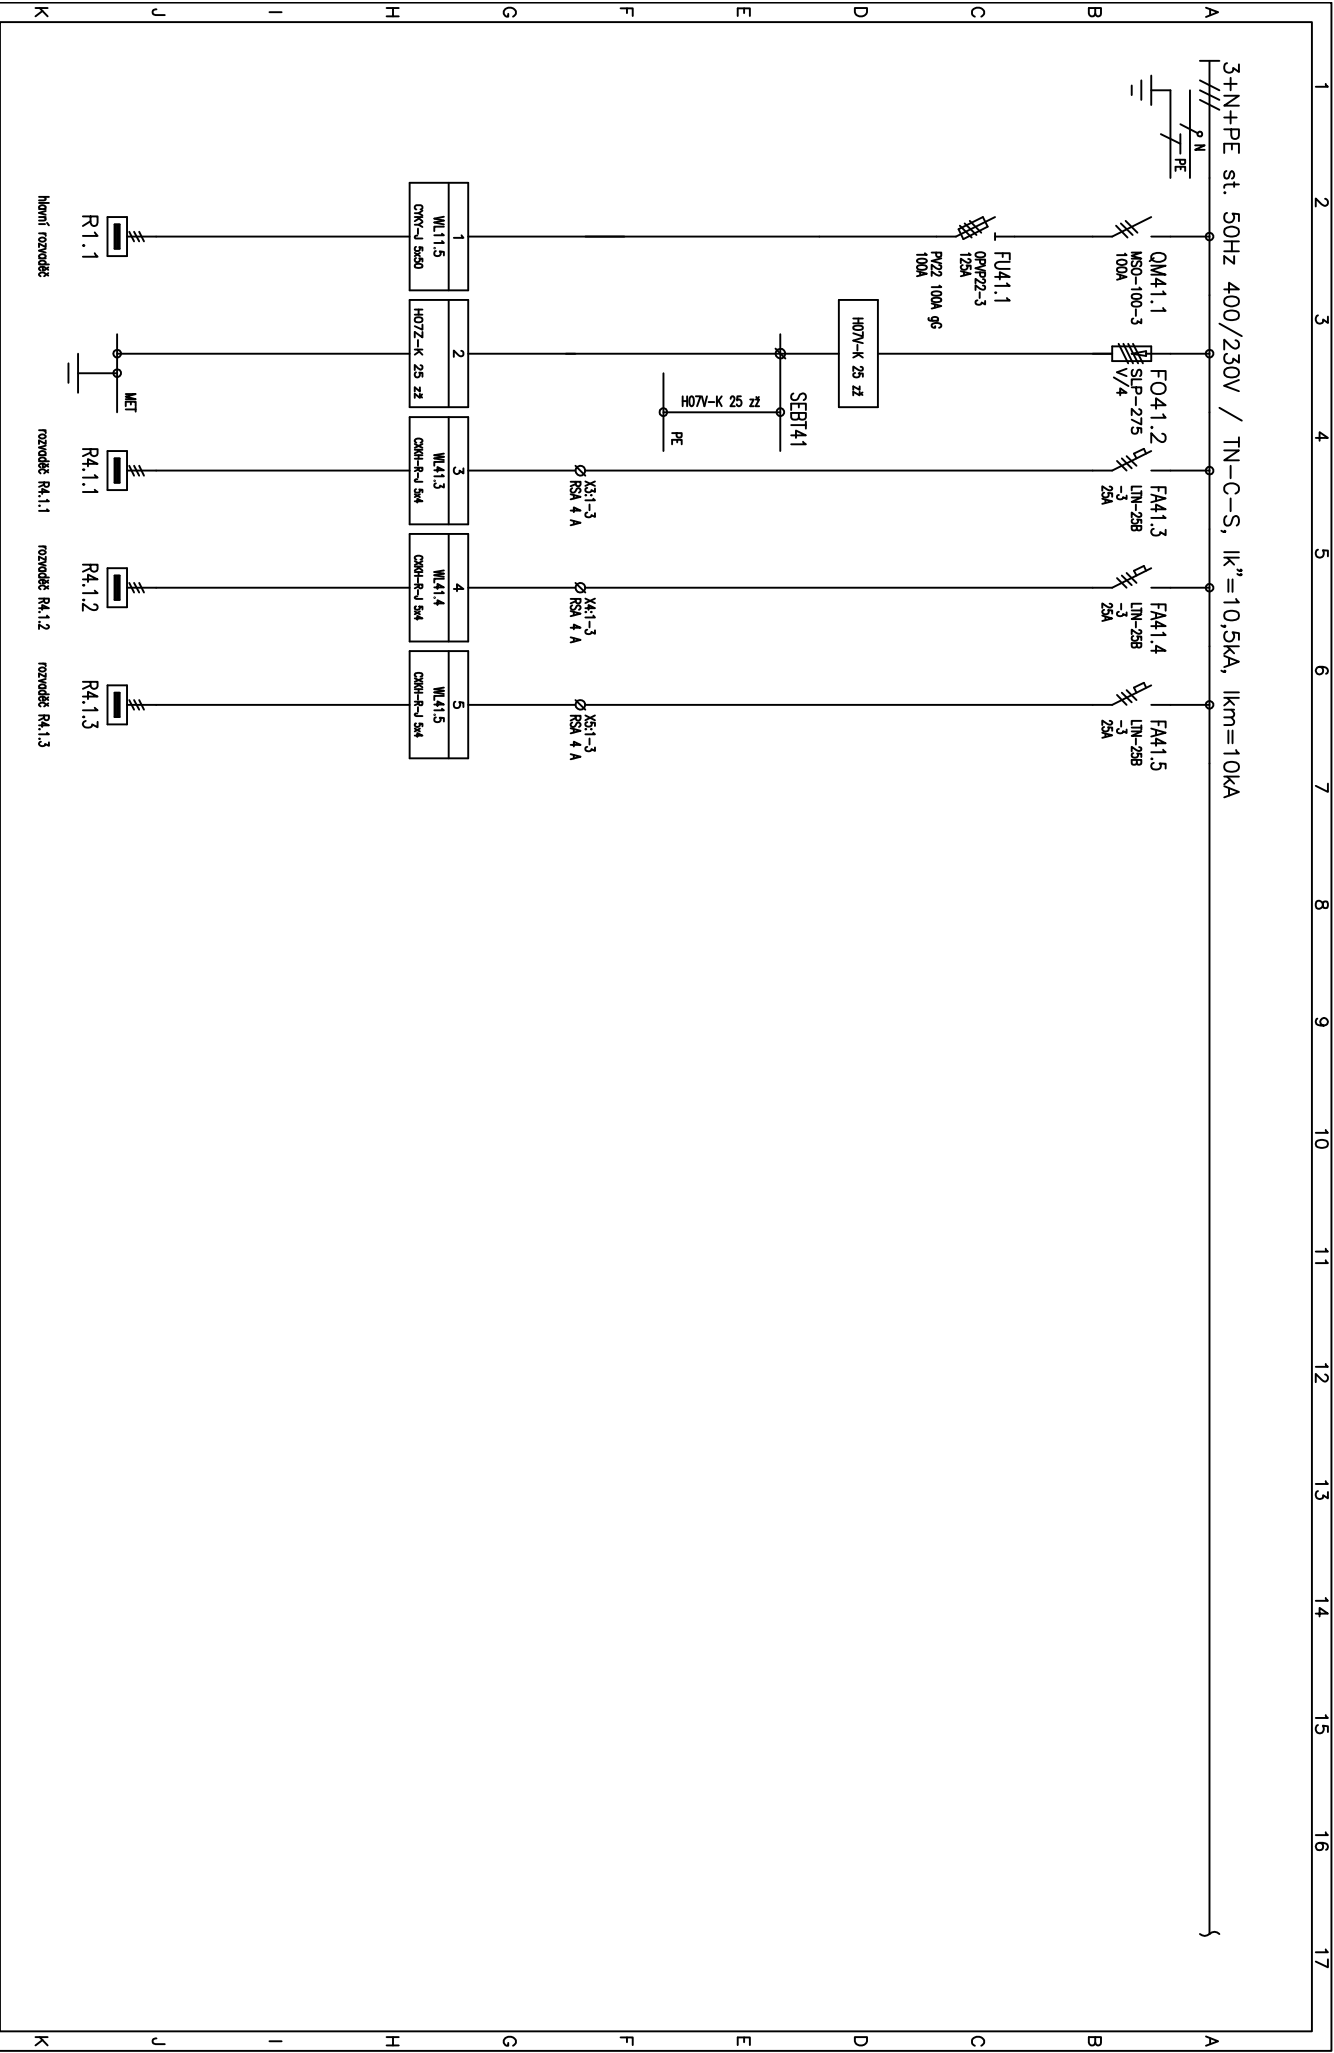 1 2 3 4 5 6 7 8 9 10 11 12 13 14 15 16 17
A
B
C
D
E
F
G
H
I
J
K
3+N+PE st. 50Hz 400/230V / TN-C-S, Ik"=10,5kA, Ikm=10kA
N
PE
QM41.1
MSO-100-3
100A
FU41.1
OPVP22-3
125A
PV22 100A gG
100A
1
WL11.5
CYKY-J 5x50
R1.1
hlavní rozvaděč
FO41.2
SLP-275
V/4
H07V-K 25 zž
SEBT41
H07V-K 25 zž
PE
2
H07Z-K 25 zž
MET
FA41.3
LTN-25B
-3
25A
X3:1-3
RSA 4 A
3
WL41.3
CXKH-R-J 5x4
R4.1.1
rozvaděč R4.1.1
FA41.4
LTN-25B
-3
25A
X4:1-3
RSA 4 A
4
WL41.4
CXKH-R-J 5x4
R4.1.2
rozvaděč R4.1.2
FA41.5
LTN-25B
-3
25A
X5:1-3
RSA 4 A
5
WL41.5
CXKH-R-J 5x4
R4.1.3
rozvaděč R4.1.3
A
B
C
D
E
F
G
H
I
J
K